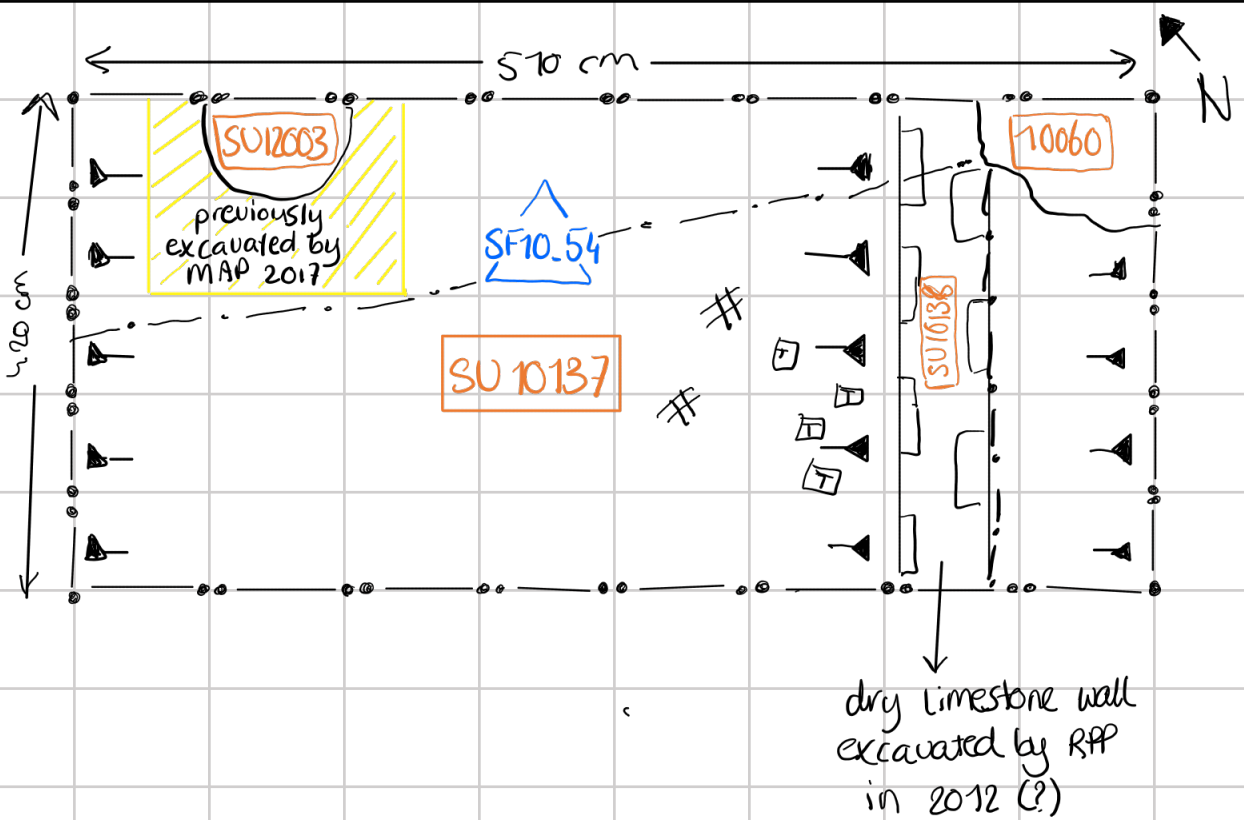 510 cm
N
SU12003
10060
previously
excavated by
MAP 2017
SF10_54
420 cm
SU10138
SU 10137
T
T
T
T
dry limestone wall
excavated by RPP
in 2012 (?)